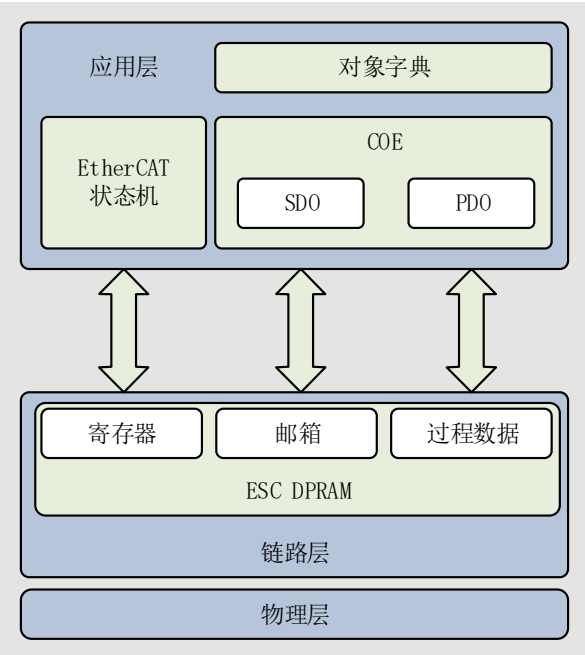 应用层
对象字典
EtherCAT
状态机
COE
SDO
PDO
寄存器
邮箱
过程数据
ESC DPRAM
链路层
物理层